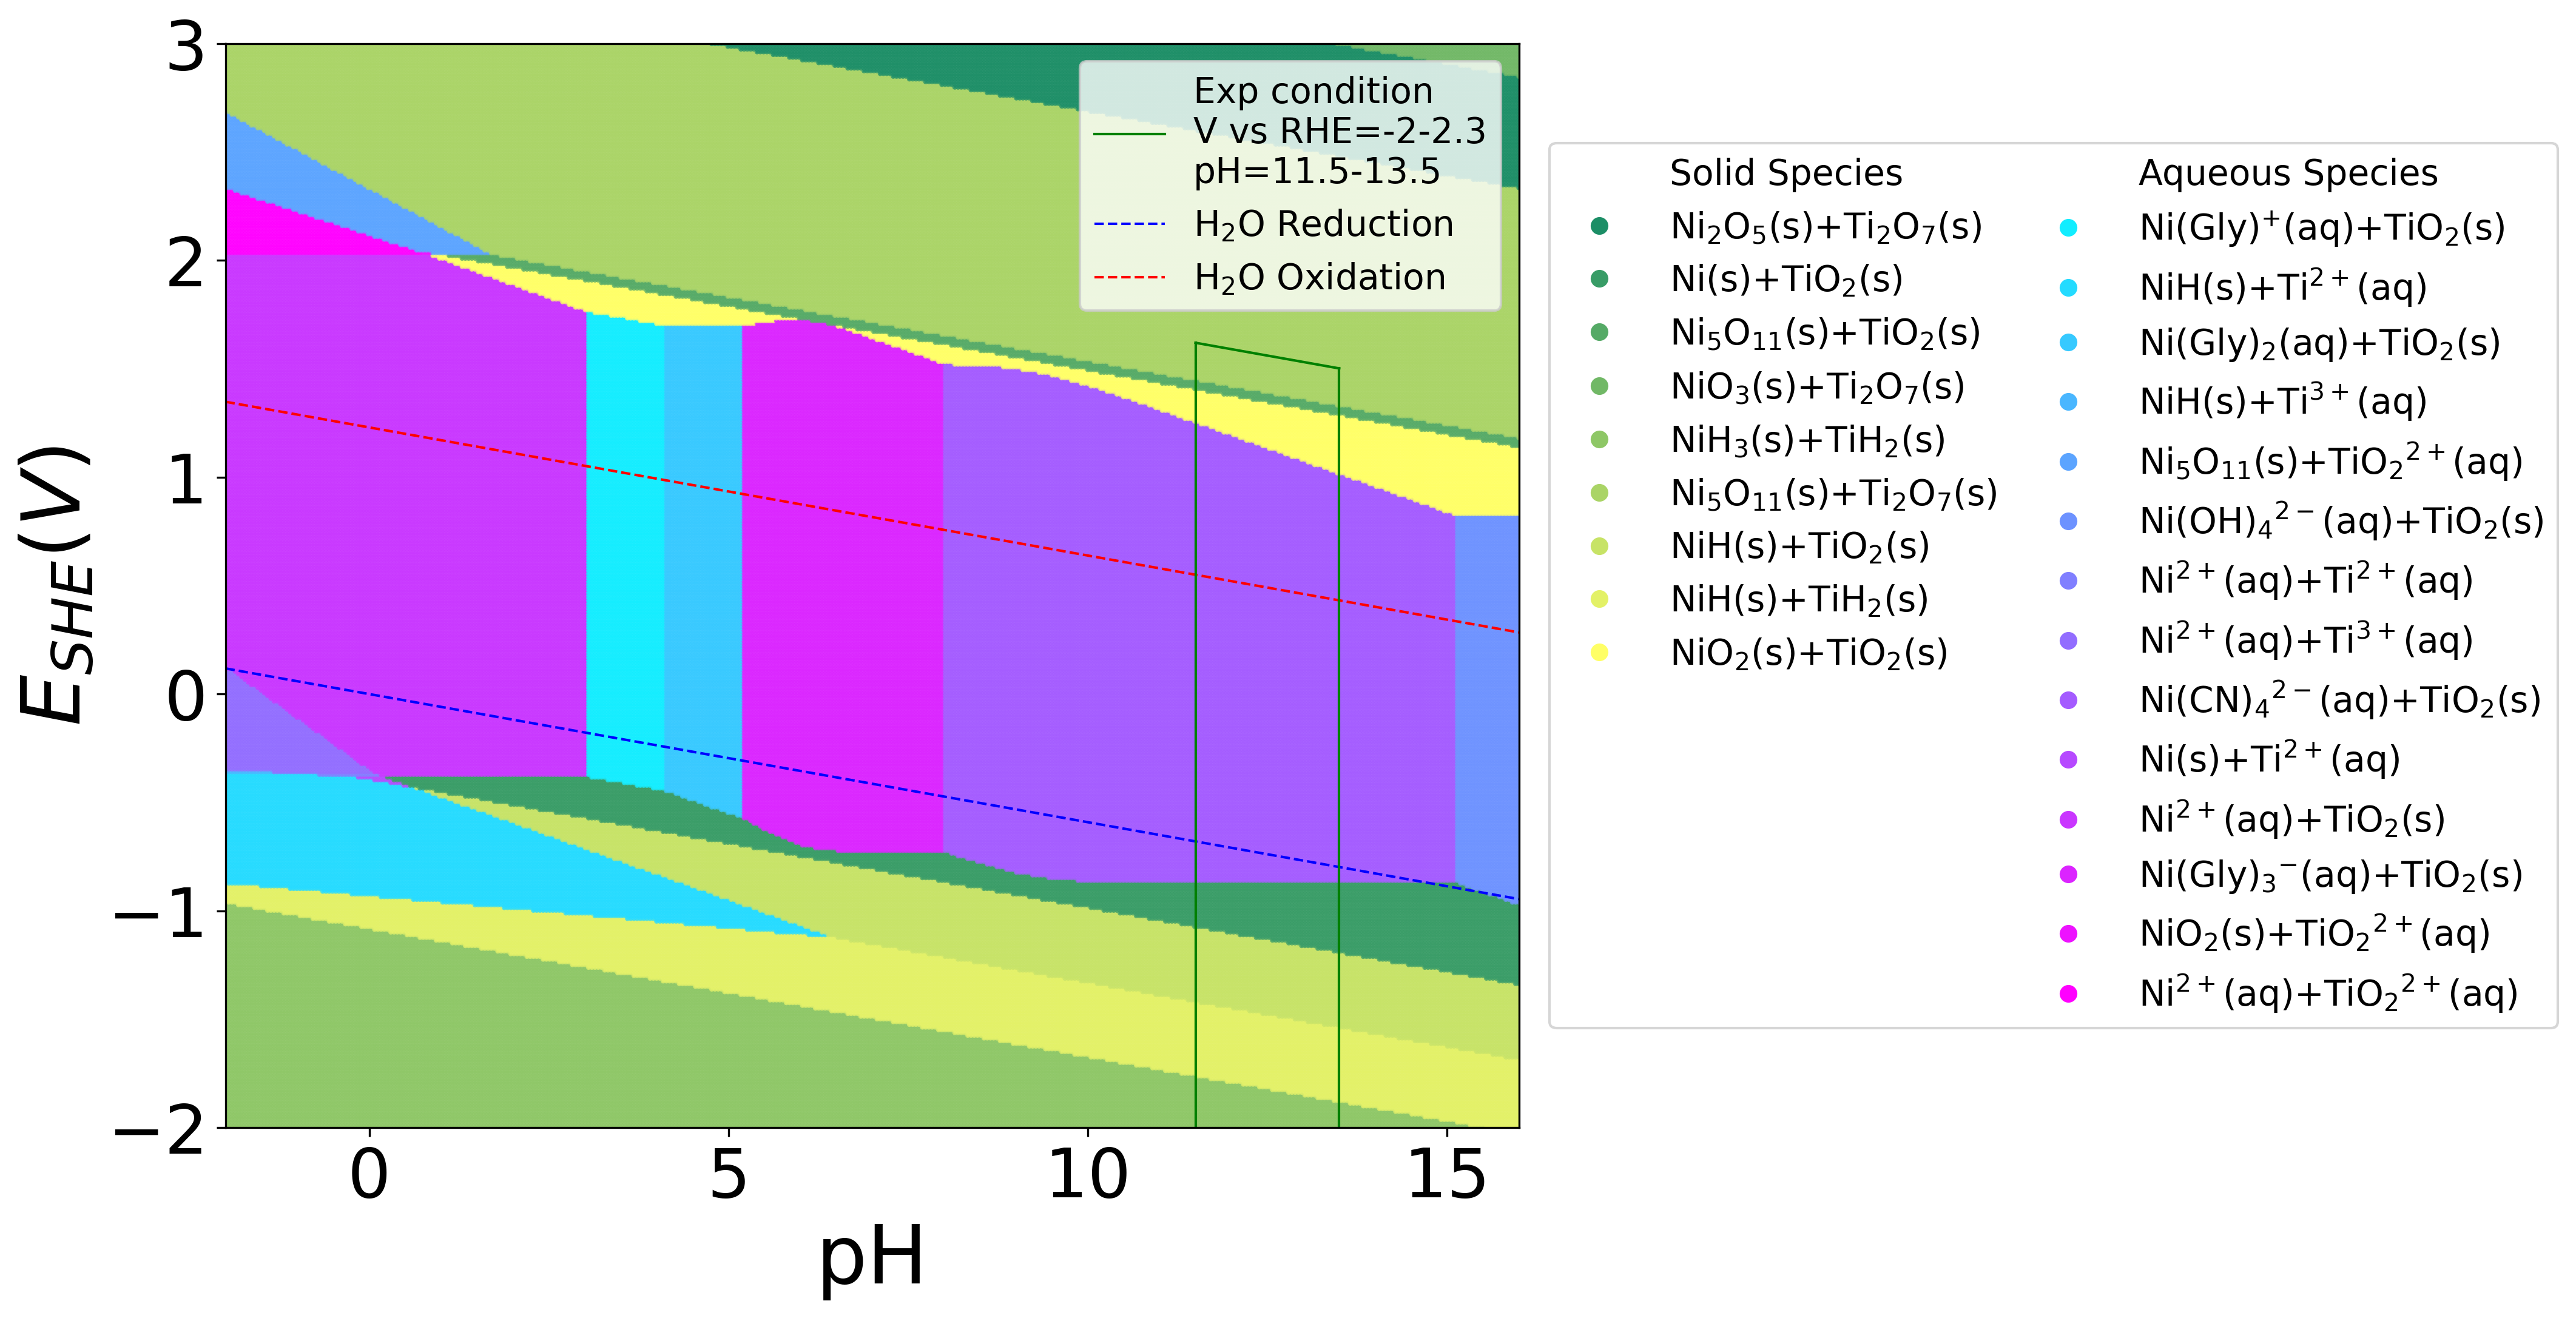 3
2
1
0
−1
−2
E_{SHE}(V)
0
5
10
15
pH
Exp condition
V vs RHE=-2-2.3
pH=11.5-13.5
H₂O Reduction
H₂O Oxidation
Solid Species
Ni₂O₅(s)+Ti₂O₇(s)
Ni(s)+TiO₂(s)
Ni₅O₁₁(s)+TiO₂(s)
NiO₃(s)+Ti₂O₇(s)
NiH₃(s)+TiH₂(s)
Ni₅O₁₁(s)+Ti₂O₇(s)
NiH(s)+TiO₂(s)
NiH(s)+TiH₂(s)
NiO₂(s)+TiO₂(s)
Aqueous Species
Ni(Gly)⁺(aq)+TiO₂(s)
NiH(s)+Ti²⁺(aq)
Ni(Gly)₂(aq)+TiO₂(s)
NiH(s)+Ti³⁺(aq)
Ni₅O₁₁(s)+TiO₂²⁺(aq)
Ni(OH)₄²⁻(aq)+TiO₂(s)
Ni²⁺(aq)+Ti²⁺(aq)
Ni²⁺(aq)+Ti³⁺(aq)
Ni(CN)₄²⁻(aq)+TiO₂(s)
Ni(s)+Ti²⁺(aq)
Ni²⁺(aq)+TiO₂(s)
Ni(Gly)₃⁻(aq)+TiO₂(s)
NiO₂(s)+TiO₂²⁺(aq)
Ni²⁺(aq)+TiO₂²⁺(aq)